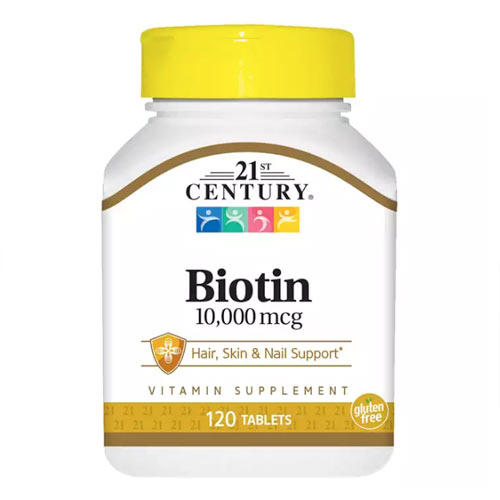 21ST
CENTURY®
Biotin
10,000 mcg
Hair, Skin & Nail Support*
VITAMIN SUPPLEMENT
120 TABLETS
gluten
free